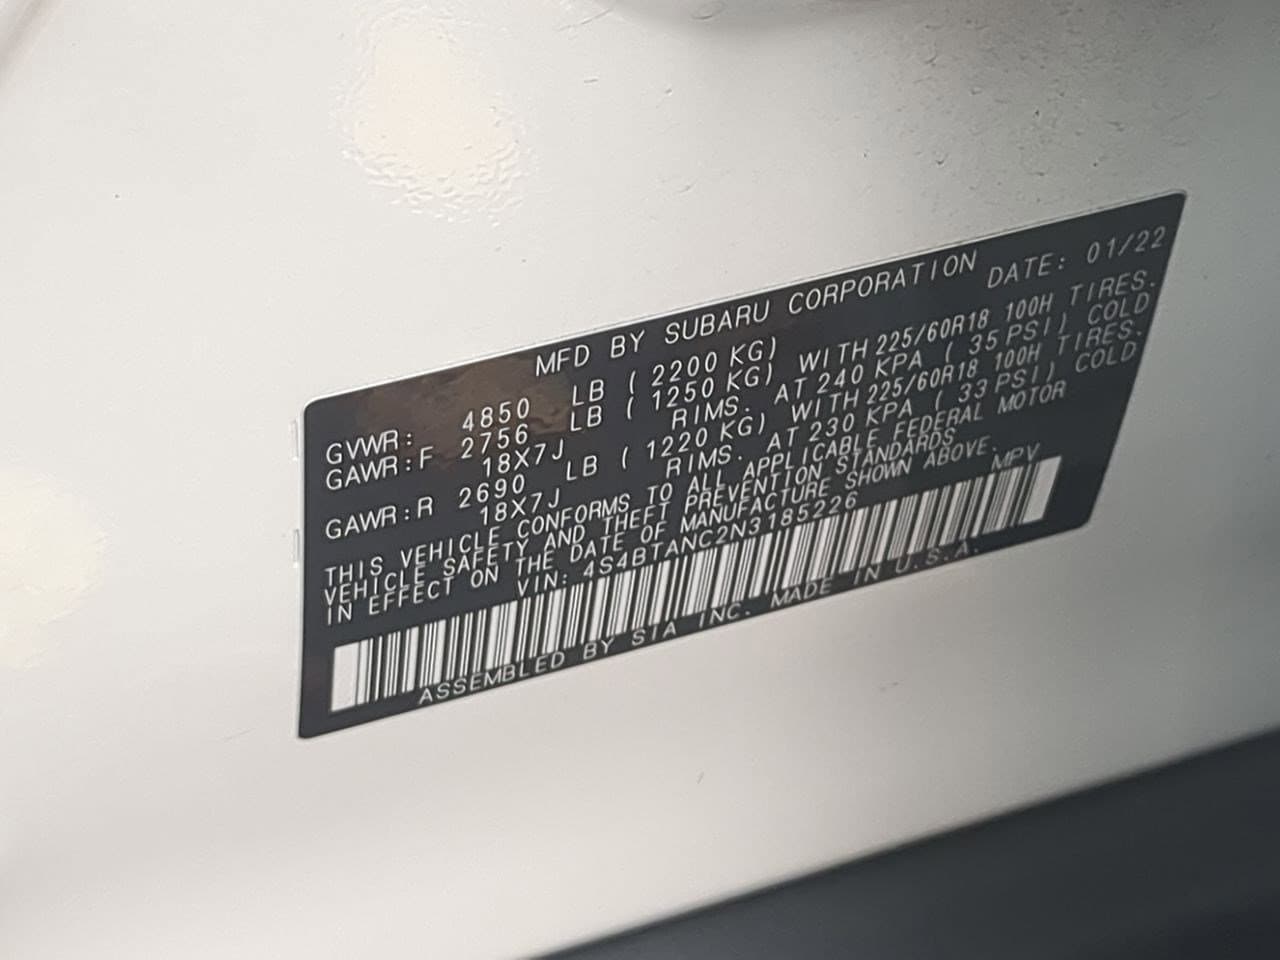 MFD BY SUBARU CORPORATION DATE: 01/22
GVWR: 4850 LB ( 2200 KG)
GAWR:F 2756 LB ( 1250 KG) WITH 225/60R18 100H TIRES.
18X7J RIMS. AT 240 KPA ( 35 PSI) COLD
GAWR:R 2690 LB ( 1220 KG) WITH 225/60R18 100H TIRES.
18X7J RIMS. AT 230 KPA ( 33 PSI) COLD
THIS VEHICLE CONFORMS TO ALL APPLICABLE FEDERAL MOTOR
VEHICLE SAFETY AND THEFT PREVENTION STANDARDS
IN EFFECT ON THE DATE OF MANUFACTURE SHOWN ABOVE.
VIN: 4S4BTANC2N3185226 MPV
ASSEMBLED BY SIA INC. MADE IN U.S.A.